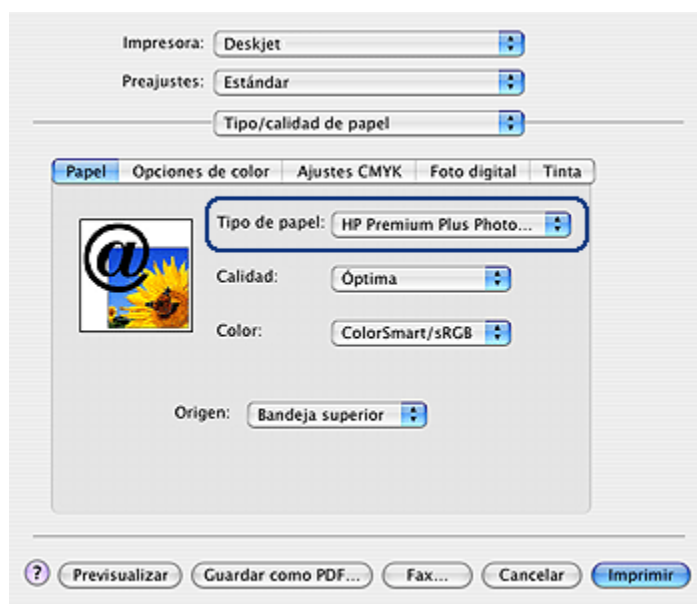 Impresora: Deskjet
Preajustes: Estándar
Tipo/calidad de papel
Papel Opciones de color Ajustes CMYK Foto digital Tinta
Tipo de papel: HP Premium Plus Photo...
Calidad: Óptima
Color: ColorSmart/sRGB
Origen: Bandeja superior
? Previsualizar Guardar como PDF... Fax... Cancelar Imprimir